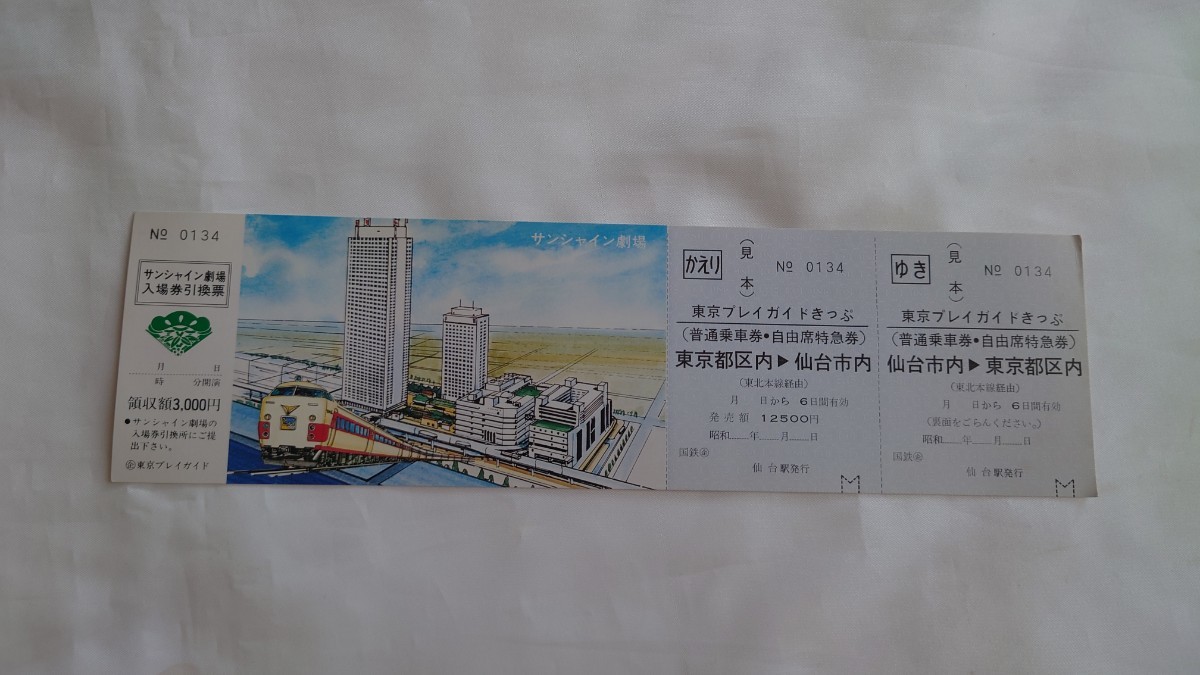 № 0134
サンシャイン劇場
入場券引換票
月 日
時 分開演
領収額3,000円
●サンシャイン劇場の
入場券引換所にご提
出下さい。
東京プレイガイド
サンシャイン劇場
かえり
(見本)
№ 0134
東京プレイガイドきっぷ
(普通乗車券・自由席特急券)
東京都区内▶仙台市内
(東北本線経由)
月 日から 6日間有効
発売額 12500円
昭和 年 月 日
国鉄
仙台駅発行
ゆき
(見本)
№ 0134
東京プレイガイドきっぷ
(普通乗車券・自由席特急券)
仙台市内▶東京都区内
(東北本線経由)
月 日から 6日間有効
(裏面をごらんください。)
昭和 年 月 日
国鉄
仙台駅発行